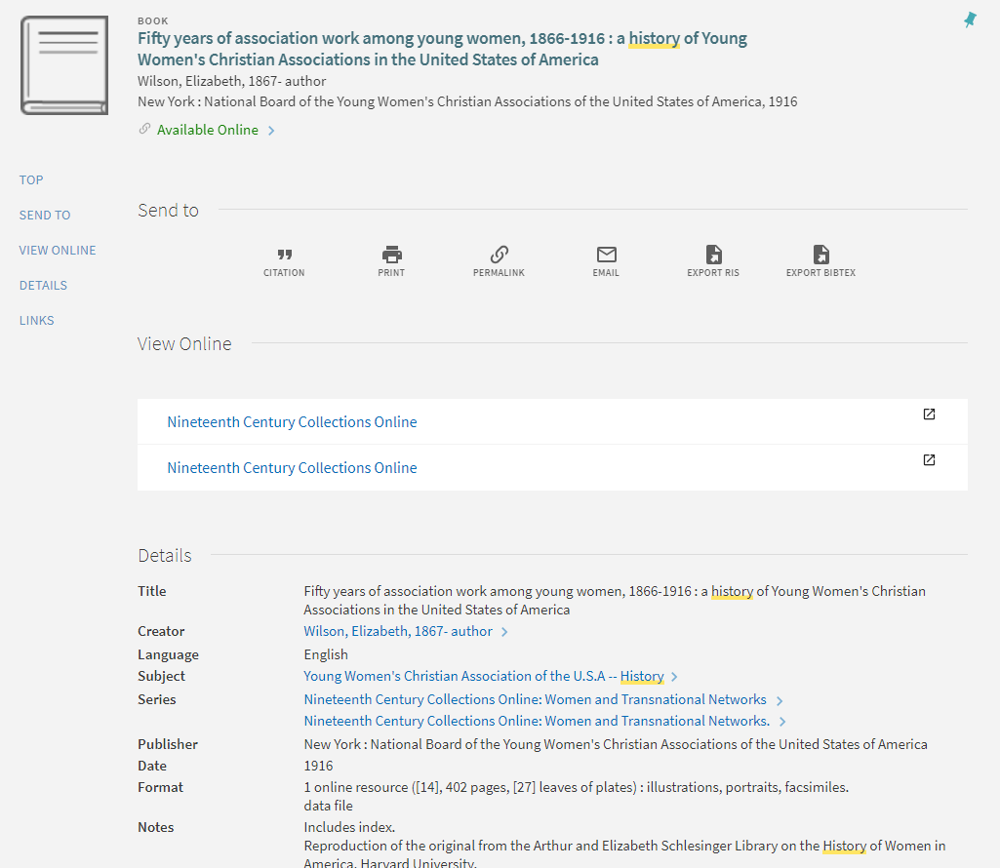 BOOK
Fifty years of association work among young women, 1866-1916 : a history of Young
Women's Christian Associations in the United States of America
Wilson, Elizabeth, 1867- author
New York : National Board of the Young Women's Christian Associations of the United States of America, 1916
Available Online
TOP
SEND TO
VIEW ONLINE
DETAILS
LINKS
Send to
CITATION
PRINT
PERMALINK
EMAIL
EXPORT RIS
EXPORT BIBTEX
View Online
Nineteenth Century Collections Online
Nineteenth Century Collections Online
Details
Title Fifty years of association work among young women, 1866-1916 : a history of Young Women's Christian
Associations in the United States of America
Creator Wilson, Elizabeth, 1867- author
Language English
Subject Young Women's Christian Association of the U.S.A -- History
Series Nineteenth Century Collections Online: Women and Transnational Networks
Nineteenth Century Collections Online: Women and Transnational Networks.
Publisher New York : National Board of the Young Women's Christian Associations of the United States of America
Date 1916
Format 1 online resource ([14], 402 pages, [27] leaves of plates) : illustrations, portraits, facsimiles.
data file
Notes Includes index.
Reproduction of the original from the Arthur and Elizabeth Schlesinger Library on the History of Women in
America, Harvard University.